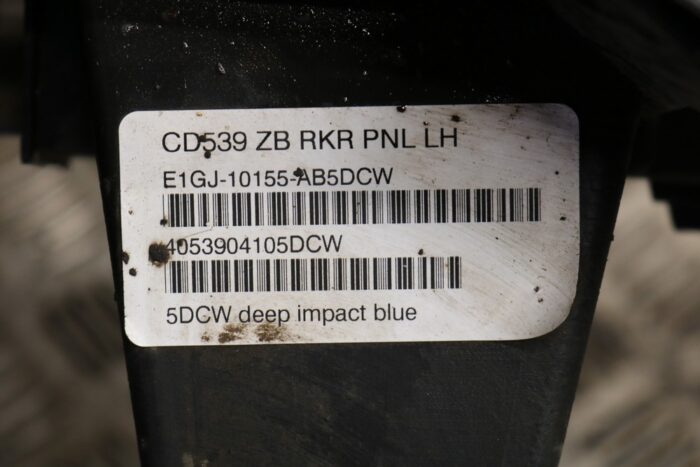 CD539 ZB RKR PNL LH
E1GJ-10155-AB5DCW
4053904105DCW
5DCW deep impact blue